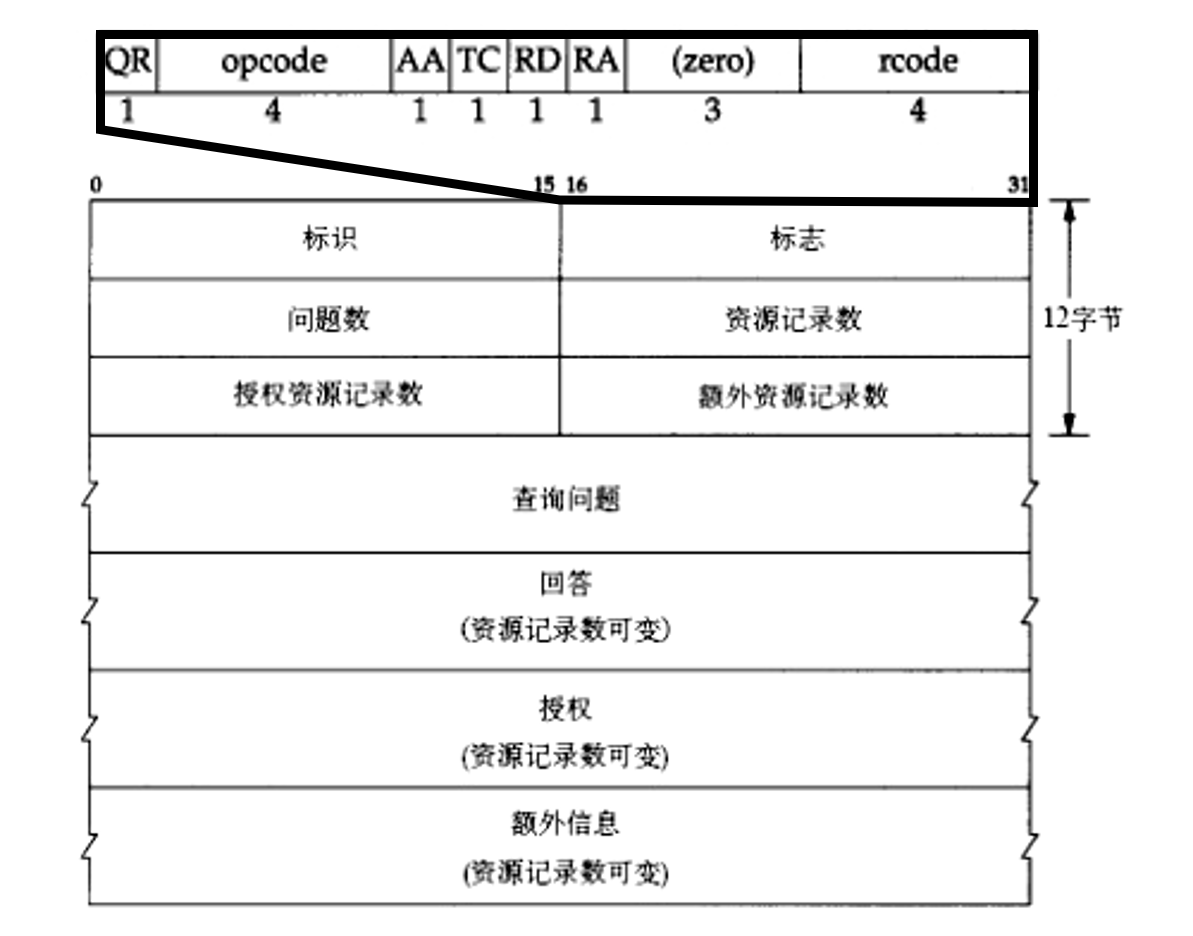 QR opcode AA TC RD RA (zero) rcode
1 4 1 1 1 1 3 4
0 15 16 31
标识 标志
问题数 资源记录数
12字节
授权资源记录数 额外资源记录数
查询问题
回答
(资源记录数可变)
授权
(资源记录数可变)
额外信息
(资源记录数可变)